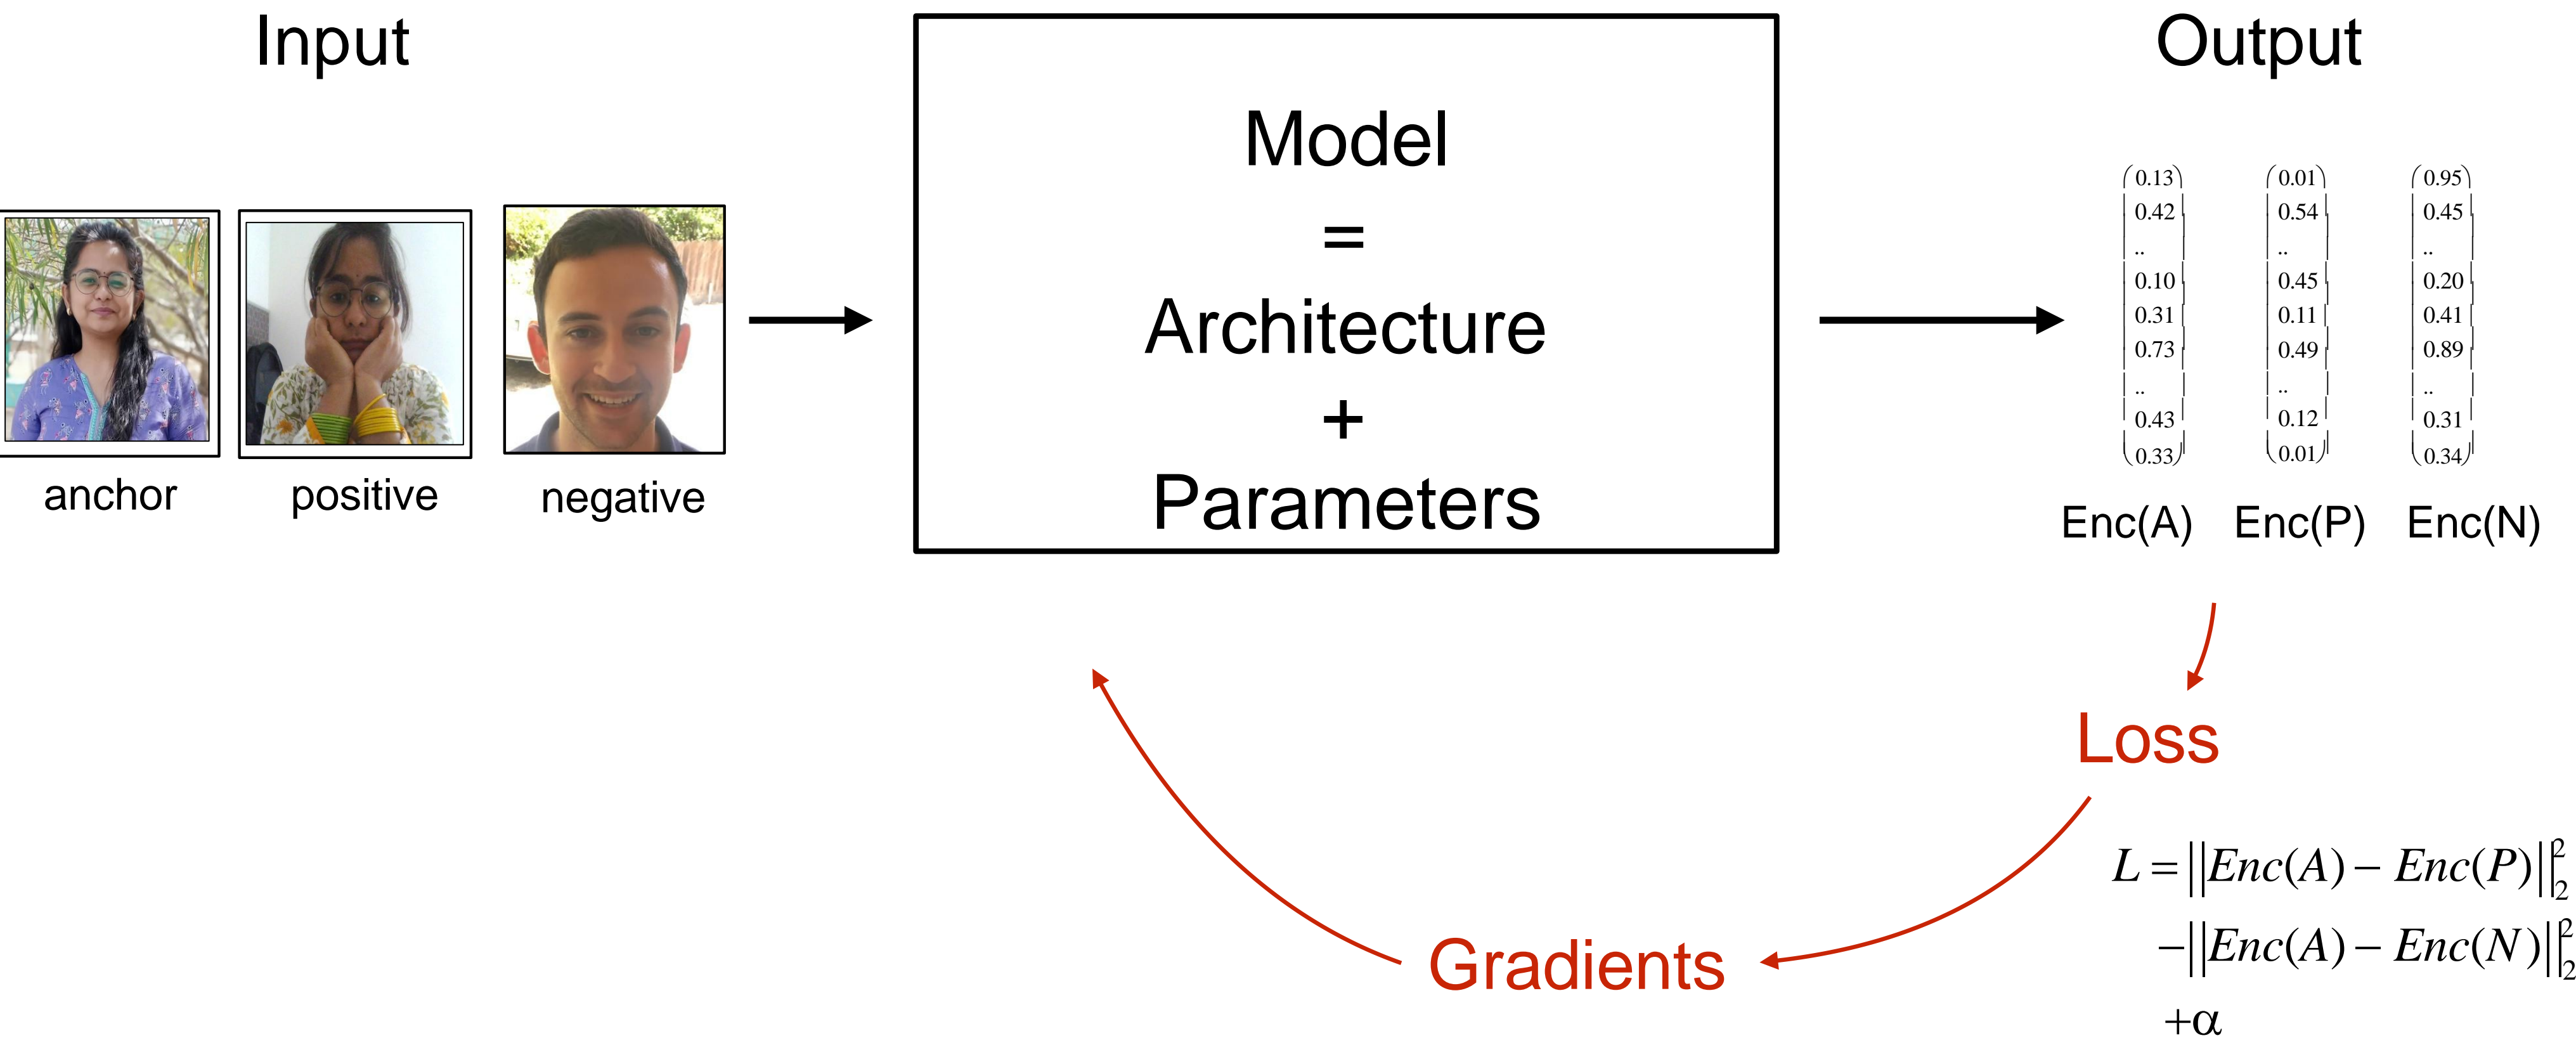 Input
anchor
positive
negative
Model
=
Architecture
+
Parameters
Output
0.13
0.42
..
0.10
0.31
0.73
..
0.43
0.33
Enc(A)
0.01
0.54
..
0.45
0.11
0.49
..
0.12
0.01
Enc(P)
0.95
0.45
..
0.20
0.41
0.89
..
0.31
0.34
Enc(N)
Loss
L = ||Enc(A) − Enc(P)||₂²
−||Enc(A) − Enc(N)||₂²
+α
Gradients